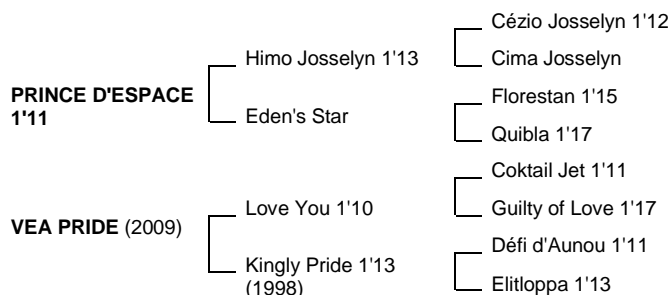 Cézio Josselyn 1'12
Himo Josselyn 1'13
Cima Josselyn
PRINCE D'ESPACE
1'11
Florestan 1'15
Eden's Star
Quibla 1'17
Coktail Jet 1'11
Love You 1'10
Guilty of Love 1'17
VEA PRIDE (2009)
Défi d'Aunou 1'11
Kingly Pride 1'13
(1998)
Elitloppa 1'13